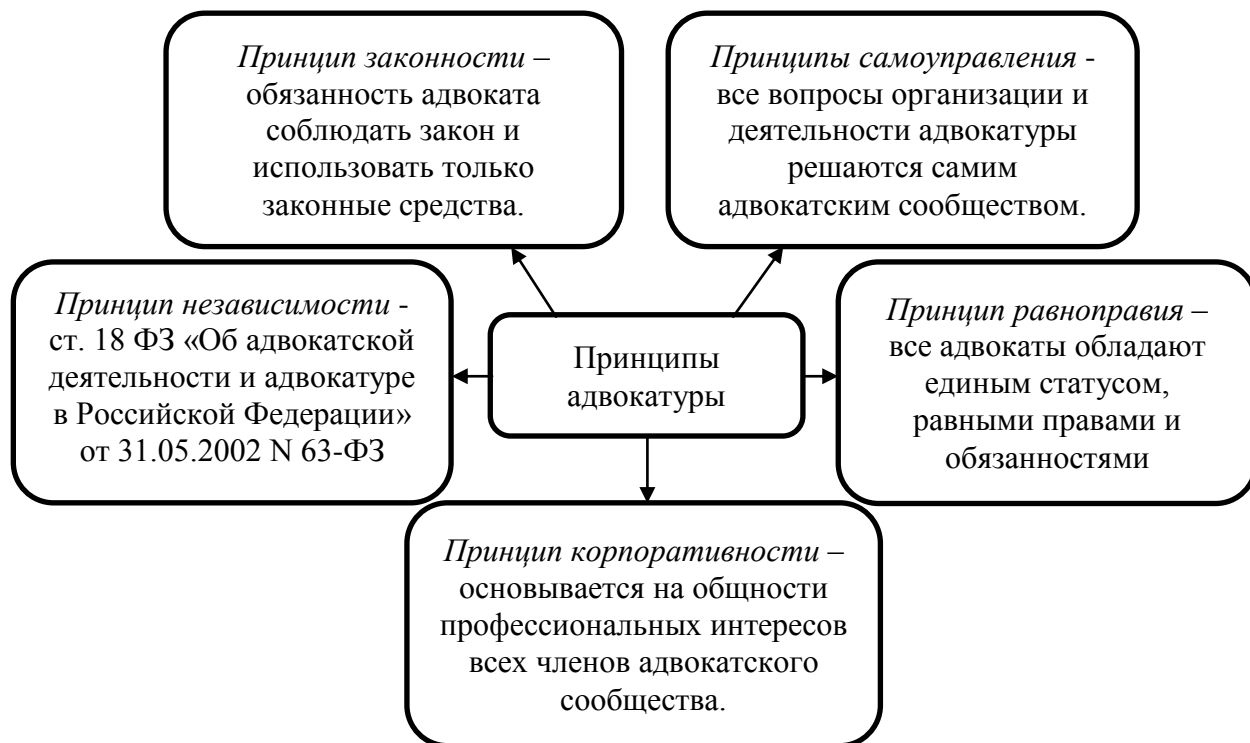 Принцип законности –
обязанность адвоката
соблюдать закон и
использовать только
законные средства.
Принципы самоуправления -
все вопросы организации и
деятельности адвокатуры
решаются самим
адвокатским сообществом.
Принцип независимости -
ст. 18 ФЗ «Об адвокатской
деятельности и адвокатуре
в Российской Федерации»
от 31.05.2002 N 63-ФЗ
Принципы
адвокатуры
Принцип равноправия –
все адвокаты обладают
единым статусом,
равными правами и
обязанностями
Принцип корпоративности –
основывается на общности
профессиональных интересов
всех членов адвокатского
сообщества.